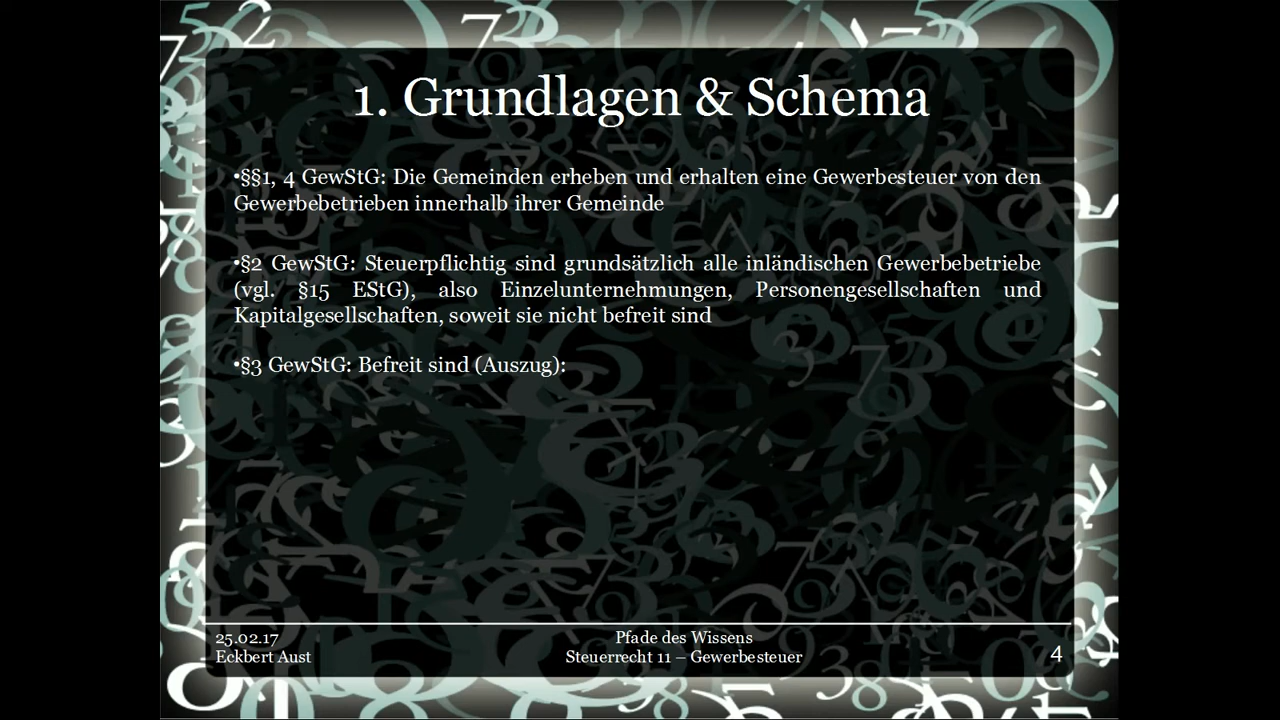 1. Grundlagen & Schema
•§§1, 4 GewStG: Die Gemeinden erheben und erhalten eine Gewerbesteuer von den
Gewerbebetrieben innerhalb ihrer Gemeinde
•§2 GewStG: Steuerpflichtig sind grundsätzlich alle inländischen Gewerbebetriebe
(vgl. §15 EStG), also Einzelunternehmungen, Personengesellschaften und
Kapitalgesellschaften, soweit sie nicht befreit sind
•§3 GewStG: Befreit sind (Auszug):
25.02.17
Eckbert Aust
Pfade des Wissens
Steuerrecht 11 – Gewerbesteuer
4